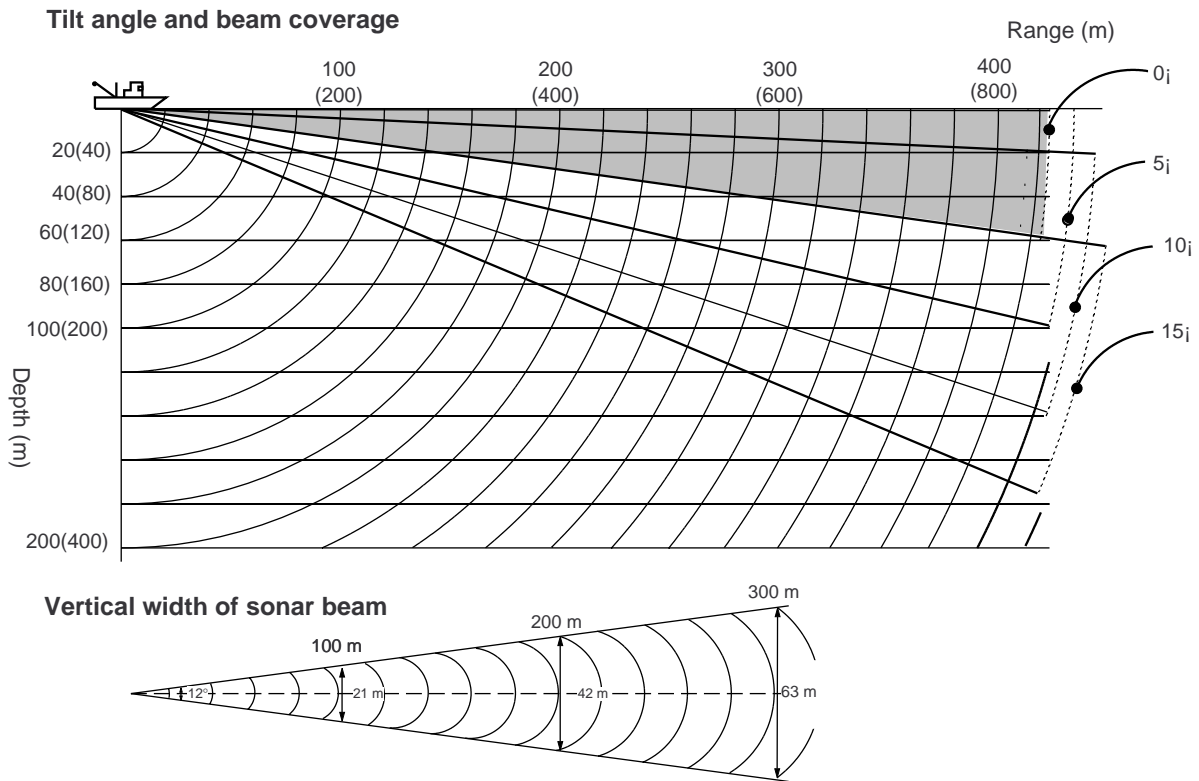 Tilt angle and beam coverage
Range (m)
100 200 300 400
(200) (400) (600) (800)
0¡
20(40)
5¡
40(80)
60(120)
10¡
80(160)
100(200)
15¡
Depth (m)
200(400)
Vertical width of sonar beam
300 m
200 m
100 m
12° 21 m 42 m 63 m